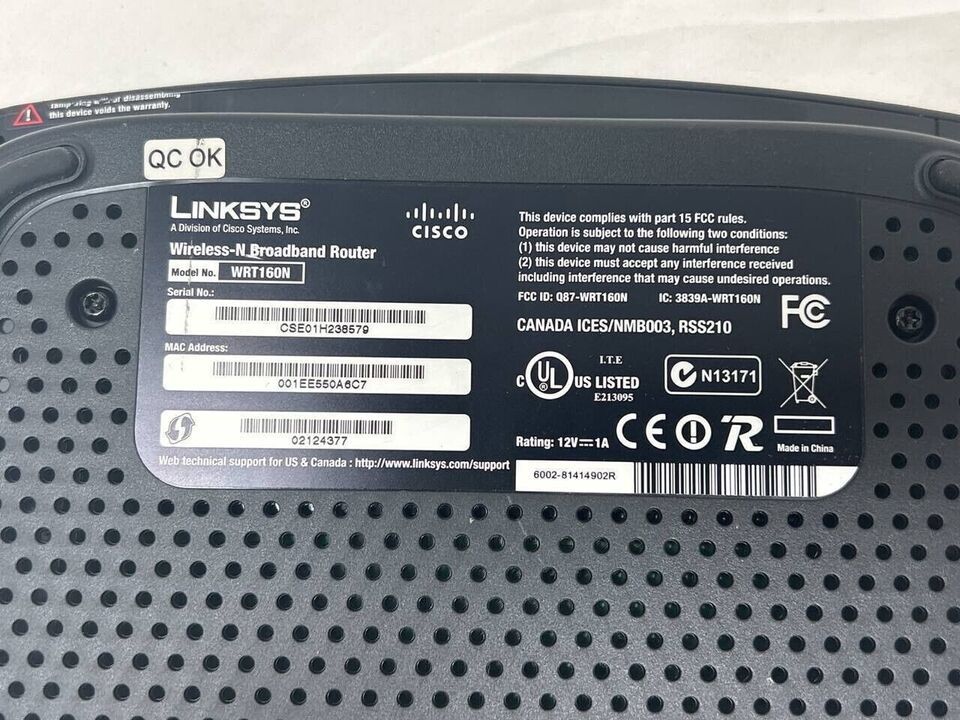 this device voids the warranty.
QC OK
LINKSYS®
A Division of Cisco Systems, Inc.
CISCO
Wireless-N Broadband Router
Model No. WRT160N
Serial No.:
CSE01H238579
MAC Address:
001EE550A6C7
02124377
Web technical support for US & Canada : http://www.linksys.com/support
This device complies with part 15 FCC rules.
Operation is subject to the following two conditions:
(1) this device may not cause harmful interference
(2) this device must accept any interference received
including interference that may cause undesired operations.
FCC ID: Q87-WRT160N IC: 3839A-WRT160N
FC
CANADA ICES/NMB003, RSS210
I.T.E
C UL US LISTED
E213095
N13171
Rating: 12V⎓1A
CE
R
Made in China
6002-81414902R